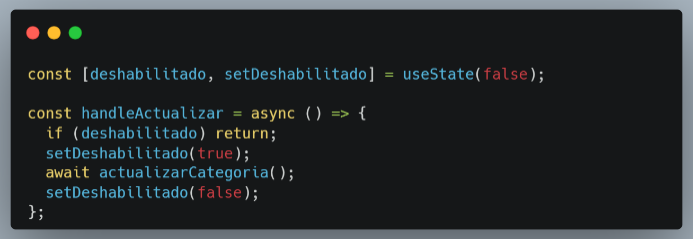 const [deshabilitado, setDeshabilitado] = useState(false);
const handleActualizar = async () => {
if (deshabilitado) return;
setDeshabilitado(true);
await actualizarCategoria();
setDeshabilitado(false);
};